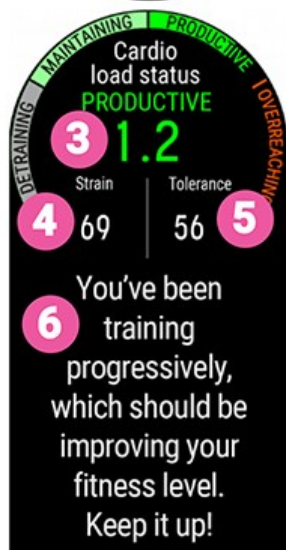 DETRAINING
MAINTAINING
PRODUCTIVE
OVERREACHING
Cardio
load status
PRODUCTIVE
3
1.2
Strain
Tolerance
4
69
56
5
6
You've been
training
progressively,
which should be
improving your
fitness level.
Keep it up!